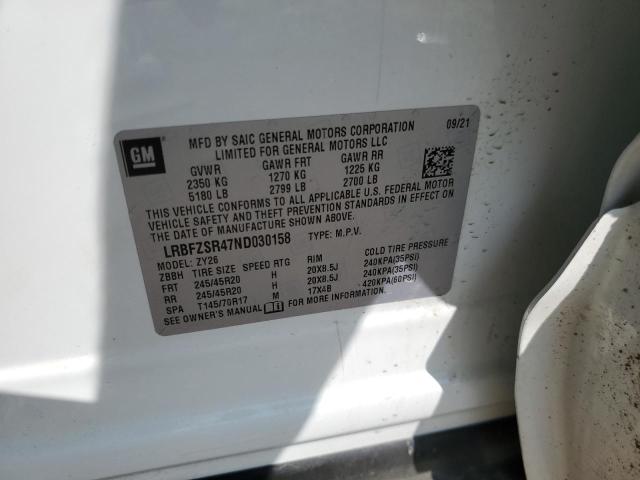 GM
MFD BY SAIC GENERAL MOTORS CORPORATION 09/21
LIMITED FOR GENERAL MOTORS LLC
GVWR GAWR FRT GAWR RR
2350 KG 1270 KG 1225 KG
5180 LB 2799 LB 2700 LB
THIS VEHICLE CONFORMS TO ALL APPLICABLE U.S. FEDERAL MOTOR
VEHICLE SAFETY AND THEFT PREVENTION STANDARDS IN EFFECT ON
THE DATE OF MANUFACTURE SHOWN ABOVE.
LRBFZSR47ND030158 TYPE: M.P.V.
MODEL: ZY26
ZBBH TIRE SIZE SPEED RTG RIM COLD TIRE PRESSURE
FRT 245/45R20 H 20X8.5J 240KPA(35PSI)
RR 245/45R20 H 20X8.5J 240KPA(35PSI)
SPA T145/70R17 M 17X4B 420KPA(60PSI)
SEE OWNER'S MANUAL FOR MORE INFORMATION.